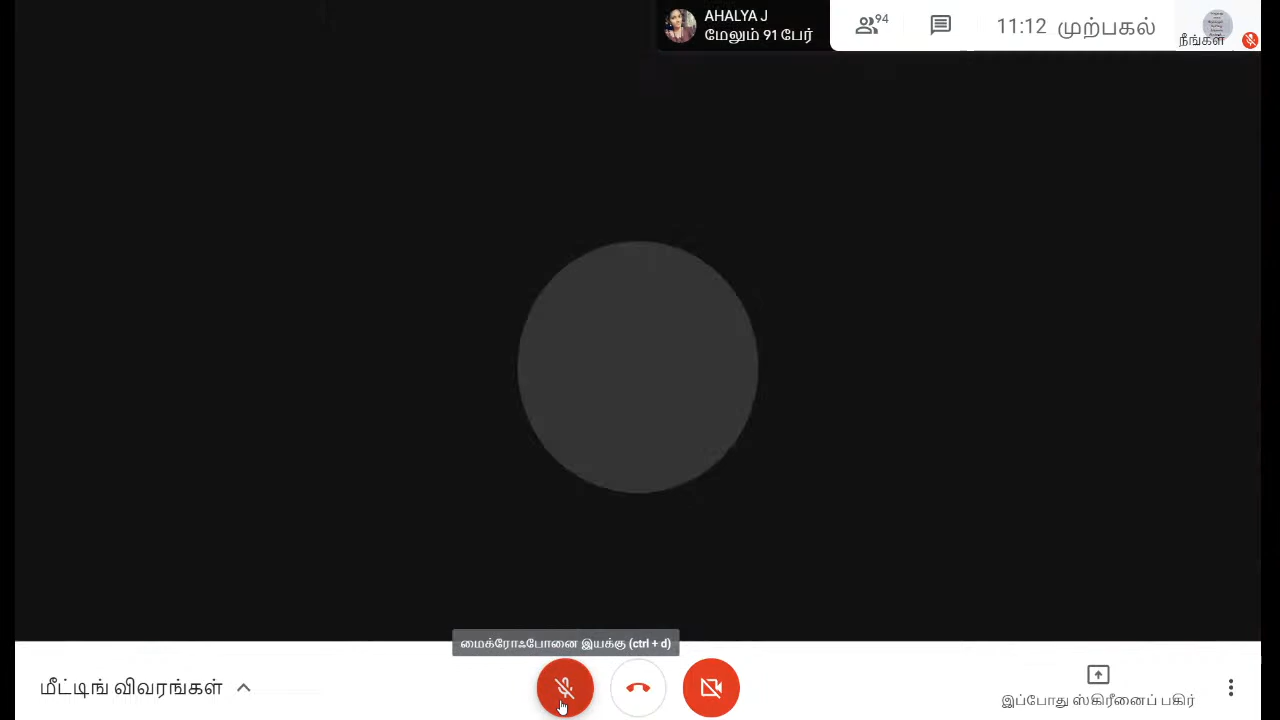 AHALYA J
மேலும் 91 பேர்
94
11:12 முற்பகல்
நீங்கள்
மைக்ரோஃபோனை இயக்கு (ctrl + d)
மீட்டிங் விவரங்கள்
இப்போது ஸ்கிரீனைப் பகிர்